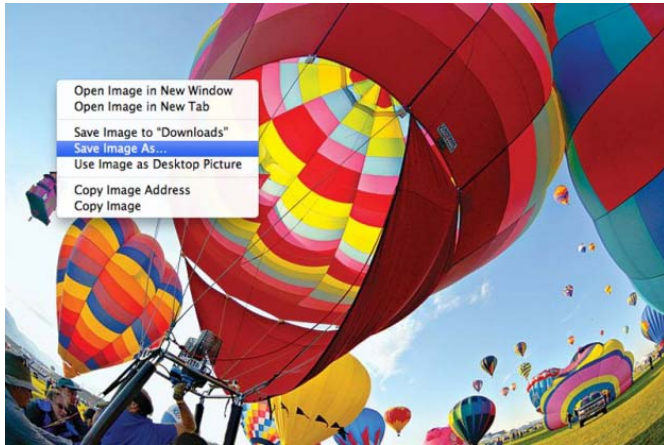 Open Image in New Window
Open Image in New Tab
Save Image to "Downloads"
Save Image As...
Use Image as Desktop Picture
Copy Image Address
Copy Image